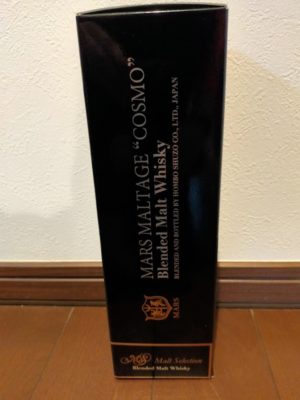 MARS MALTAGE “COSMO”
Blended Malt Whisky
BLENDED AND BOTTLED BY HOMBO SHUZO CO., LTD., JAPAN
MARS
Malt Selection
Blended Malt Whisky